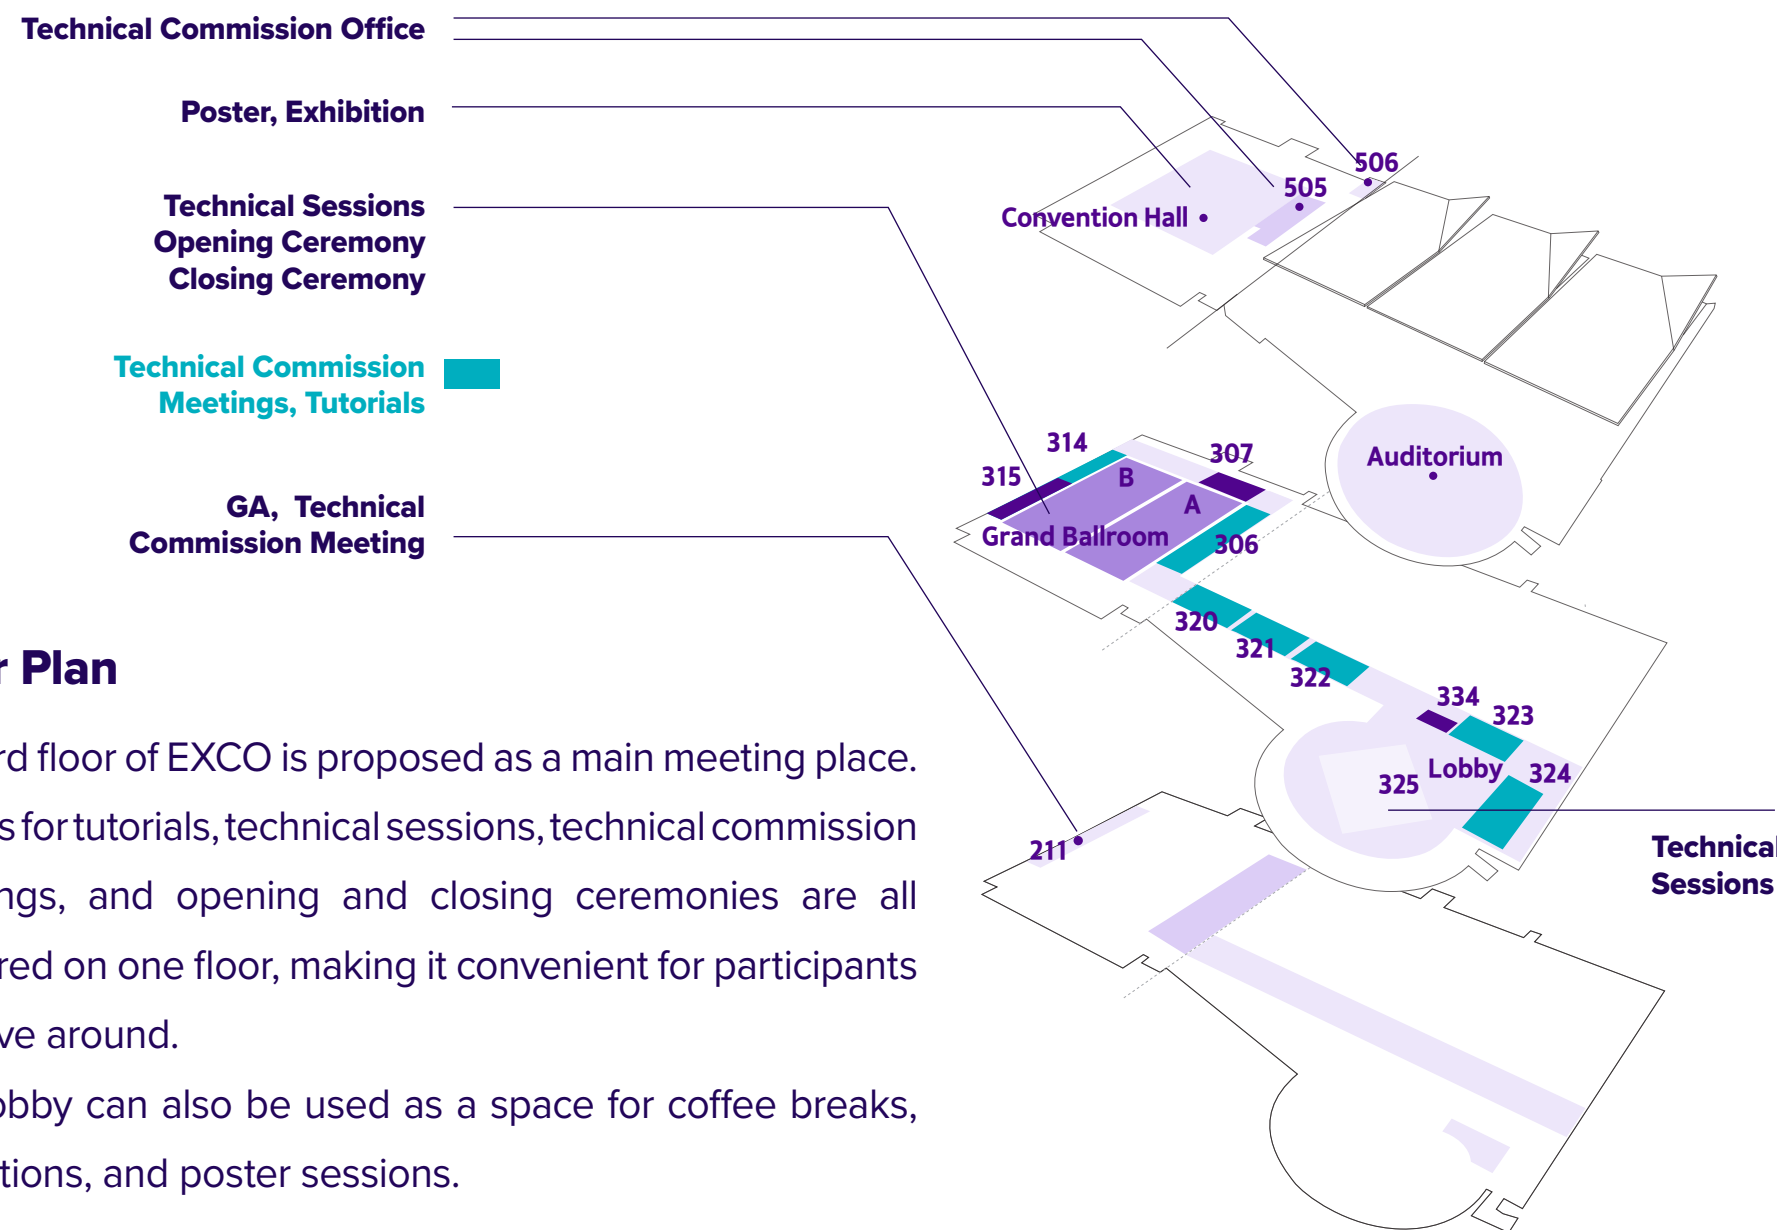 Technical Commission Office
Poster, Exhibition
Technical Sessions
Opening Ceremony
Closing Ceremony
Technical Commission
Meetings, Tutorials
GA, Technical
Commission Meeting
506
505
Convention Hall
Auditorium
314
307
315
B
A
Grand Ballroom
306
320
321
322
334
323
Lobby
324
325
211
Technical
Sessions
r Plan
rd floor of EXCO is proposed as a main meeting place.
s for tutorials, technical sessions, technical commission
ngs, and opening and closing ceremonies are all
red on one floor, making it convenient for participants
ve around.
obby can also be used as a space for coffee breaks,
tions, and poster sessions.